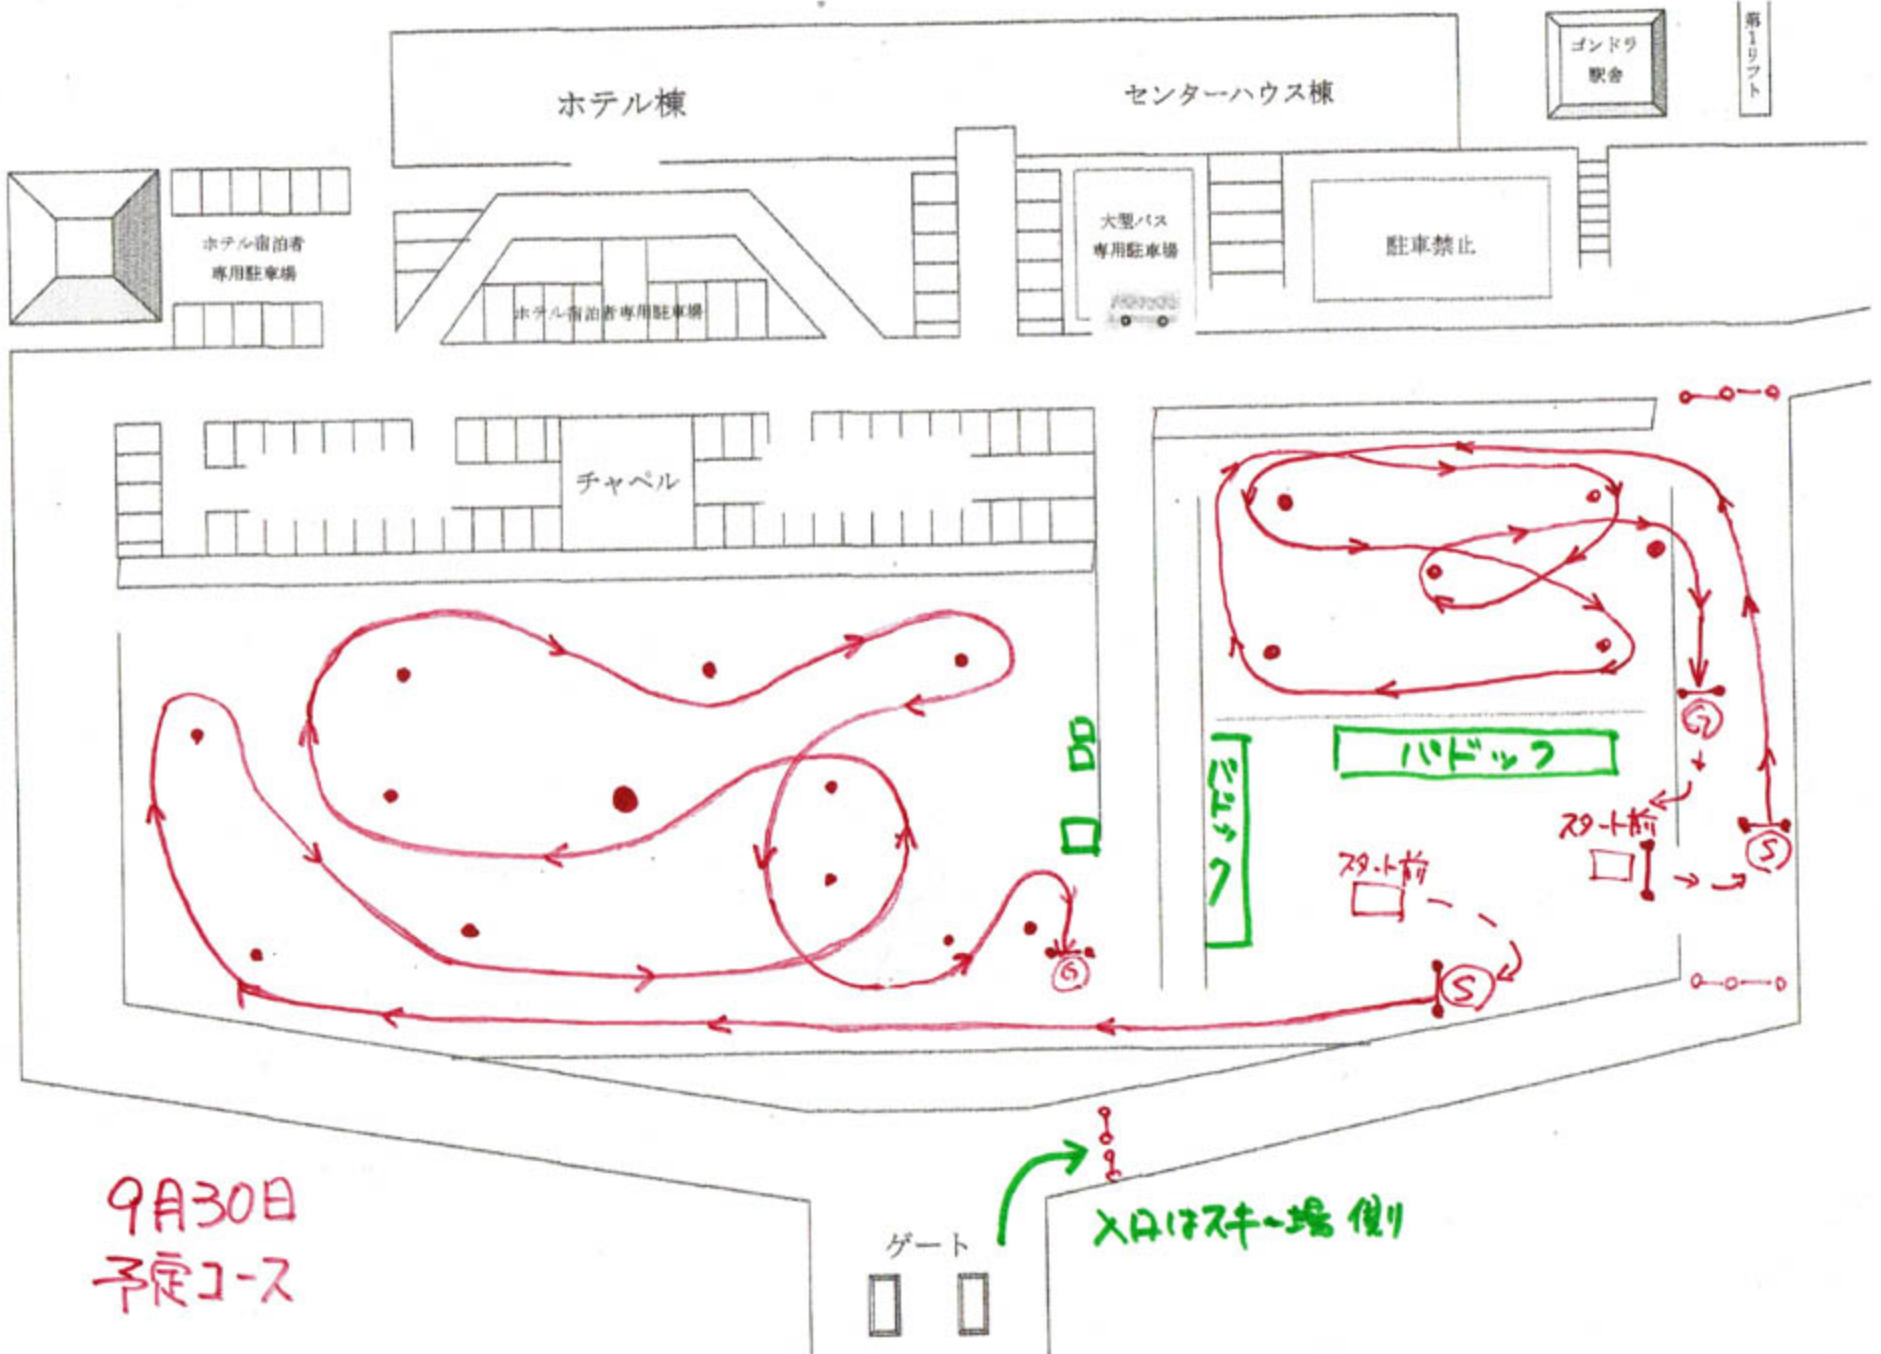 ホテル棟
センターハウス棟
ゴンドラ
駅舎
第1リフト
ホテル宿泊者
専用駐車場
ホテル宿泊者専用駐車場
大型バス
専用駐車場
駐車禁止
チャペル
パドック
パドック
G
スタート前
S
スタート前
S
G
9月30日
予定コース
ゲート
入口はスキー場側